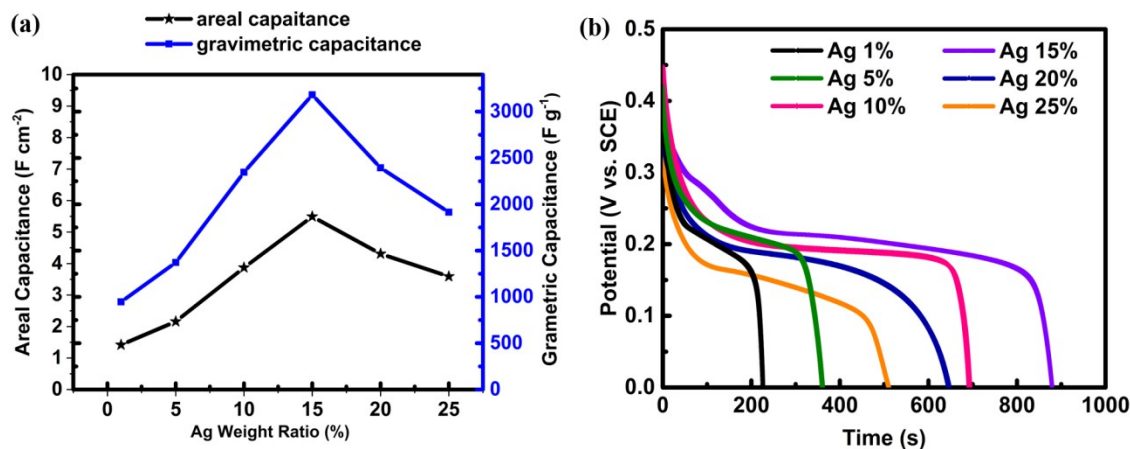 (a)
areal capaitance
gravimetric capacitance
10
9
8
7
6
5
4
3
2
1
0
Areal Capacitance (F cm⁻²)
3000
2500
2000
1500
1000
500
0
Grametric Capacitance (F g⁻¹)
0 5 10 15 20 25
Ag Weight Ratio (%)
(b)
Ag 1% Ag 15%
Ag 5% Ag 20%
Ag 10% Ag 25%
0.5
0.4
0.3
0.2
0.1
0.0
Potential (V vs. SCE)
0 200 400 600 800 1000
Time (s)